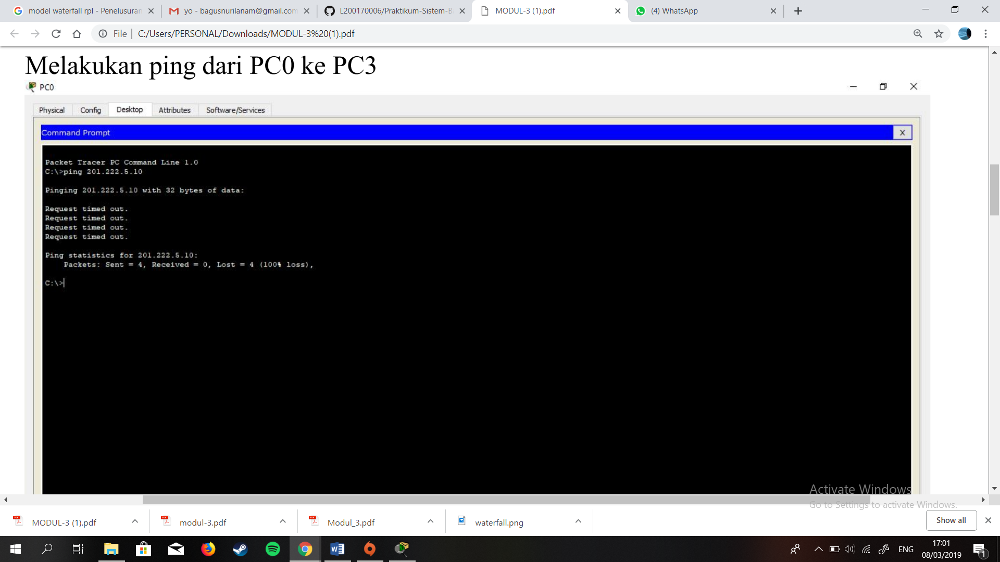 model waterfall rpl - Penelusuran
yo - bagusnurilanam@gmail.com
L200170006/Praktikum-Sistem-B
MODUL-3 (1).pdf
(4) WhatsApp
File
C:/Users/PERSONAL/Downloads/MODUL-3%20(1).pdf
Melakukan ping dari PC0 ke PC3
PC0
Physical Config Desktop Attributes Software/Services
Command Prompt
X
Packet Tracer PC Command Line 1.0
C:\>ping 201.222.5.10
Pinging 201.222.5.10 with 32 bytes of data:
Request timed out.
Request timed out.
Request timed out.
Request timed out.
Ping statistics for 201.222.5.10:
Packets: Sent = 4, Received = 0, Lost = 4 (100% loss),
C:\>
Activate Windows
Go to Settings to activate Windows.
MODUL-3 (1).pdf
modul-3.pdf
Modul_3.pdf
waterfall.png
Show all
ENG
17:01
08/03/2019
1